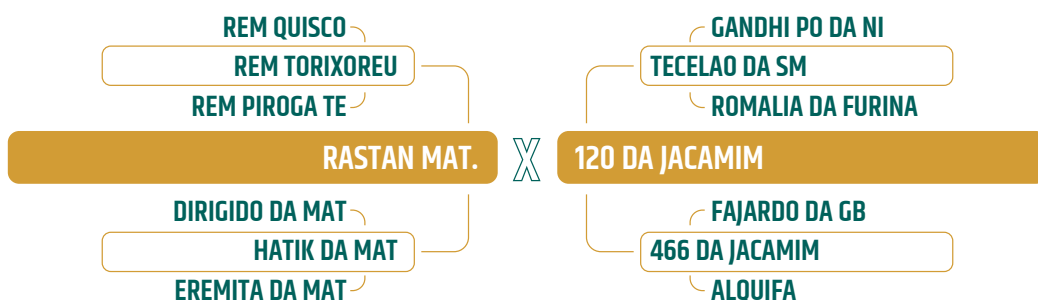 REM QUISCO
REM TORIXOREU
REM PIROGA TE
RASTAN MAT.
DIRIGIDO DA MAT
HATIK DA MAT
EREMITA DA MAT
X
GANDHI PO DA NI
TECELAO DA SM
ROMALIA DA FURINA
120 DA JACAMIM
FAJARDO DA GB
466 DA JACAMIM
ALQUIFA